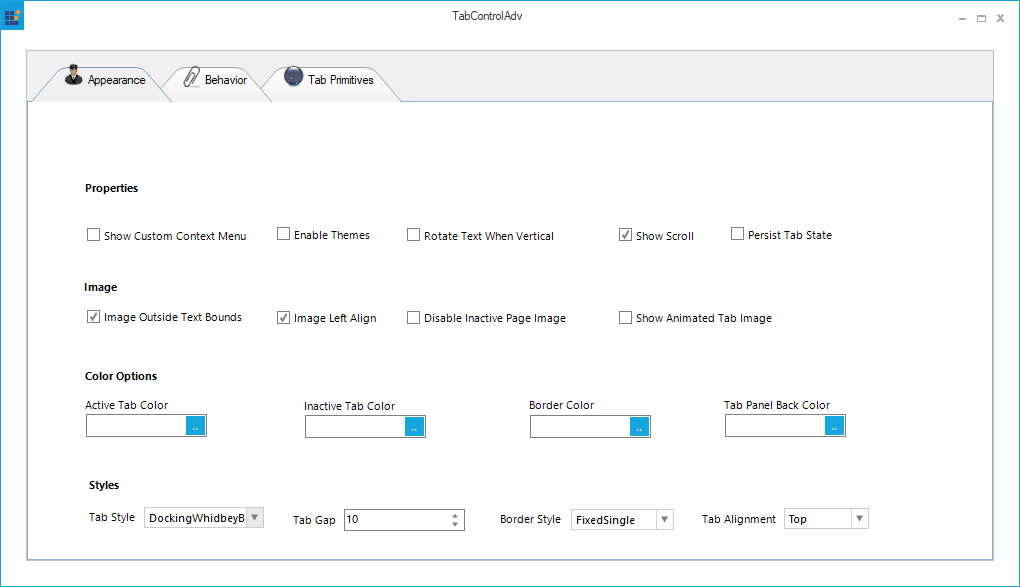 TabControlAdv
Appearance Behavior Tab Primitives
Properties
Show Custom Context Menu Enable Themes Rotate Text When Vertical Show Scroll Persist Tab State
Image
Image Outside Text Bounds Image Left Align Disable Inactive Page Image Show Animated Tab Image
Color Options
Active Tab Color Inactive Tab Color Border Color Tab Panel Back Color
.. .. .. ..
Styles
Tab Style DockingWhidbeyB Tab Gap 10 Border Style FixedSingle Tab Alignment Top